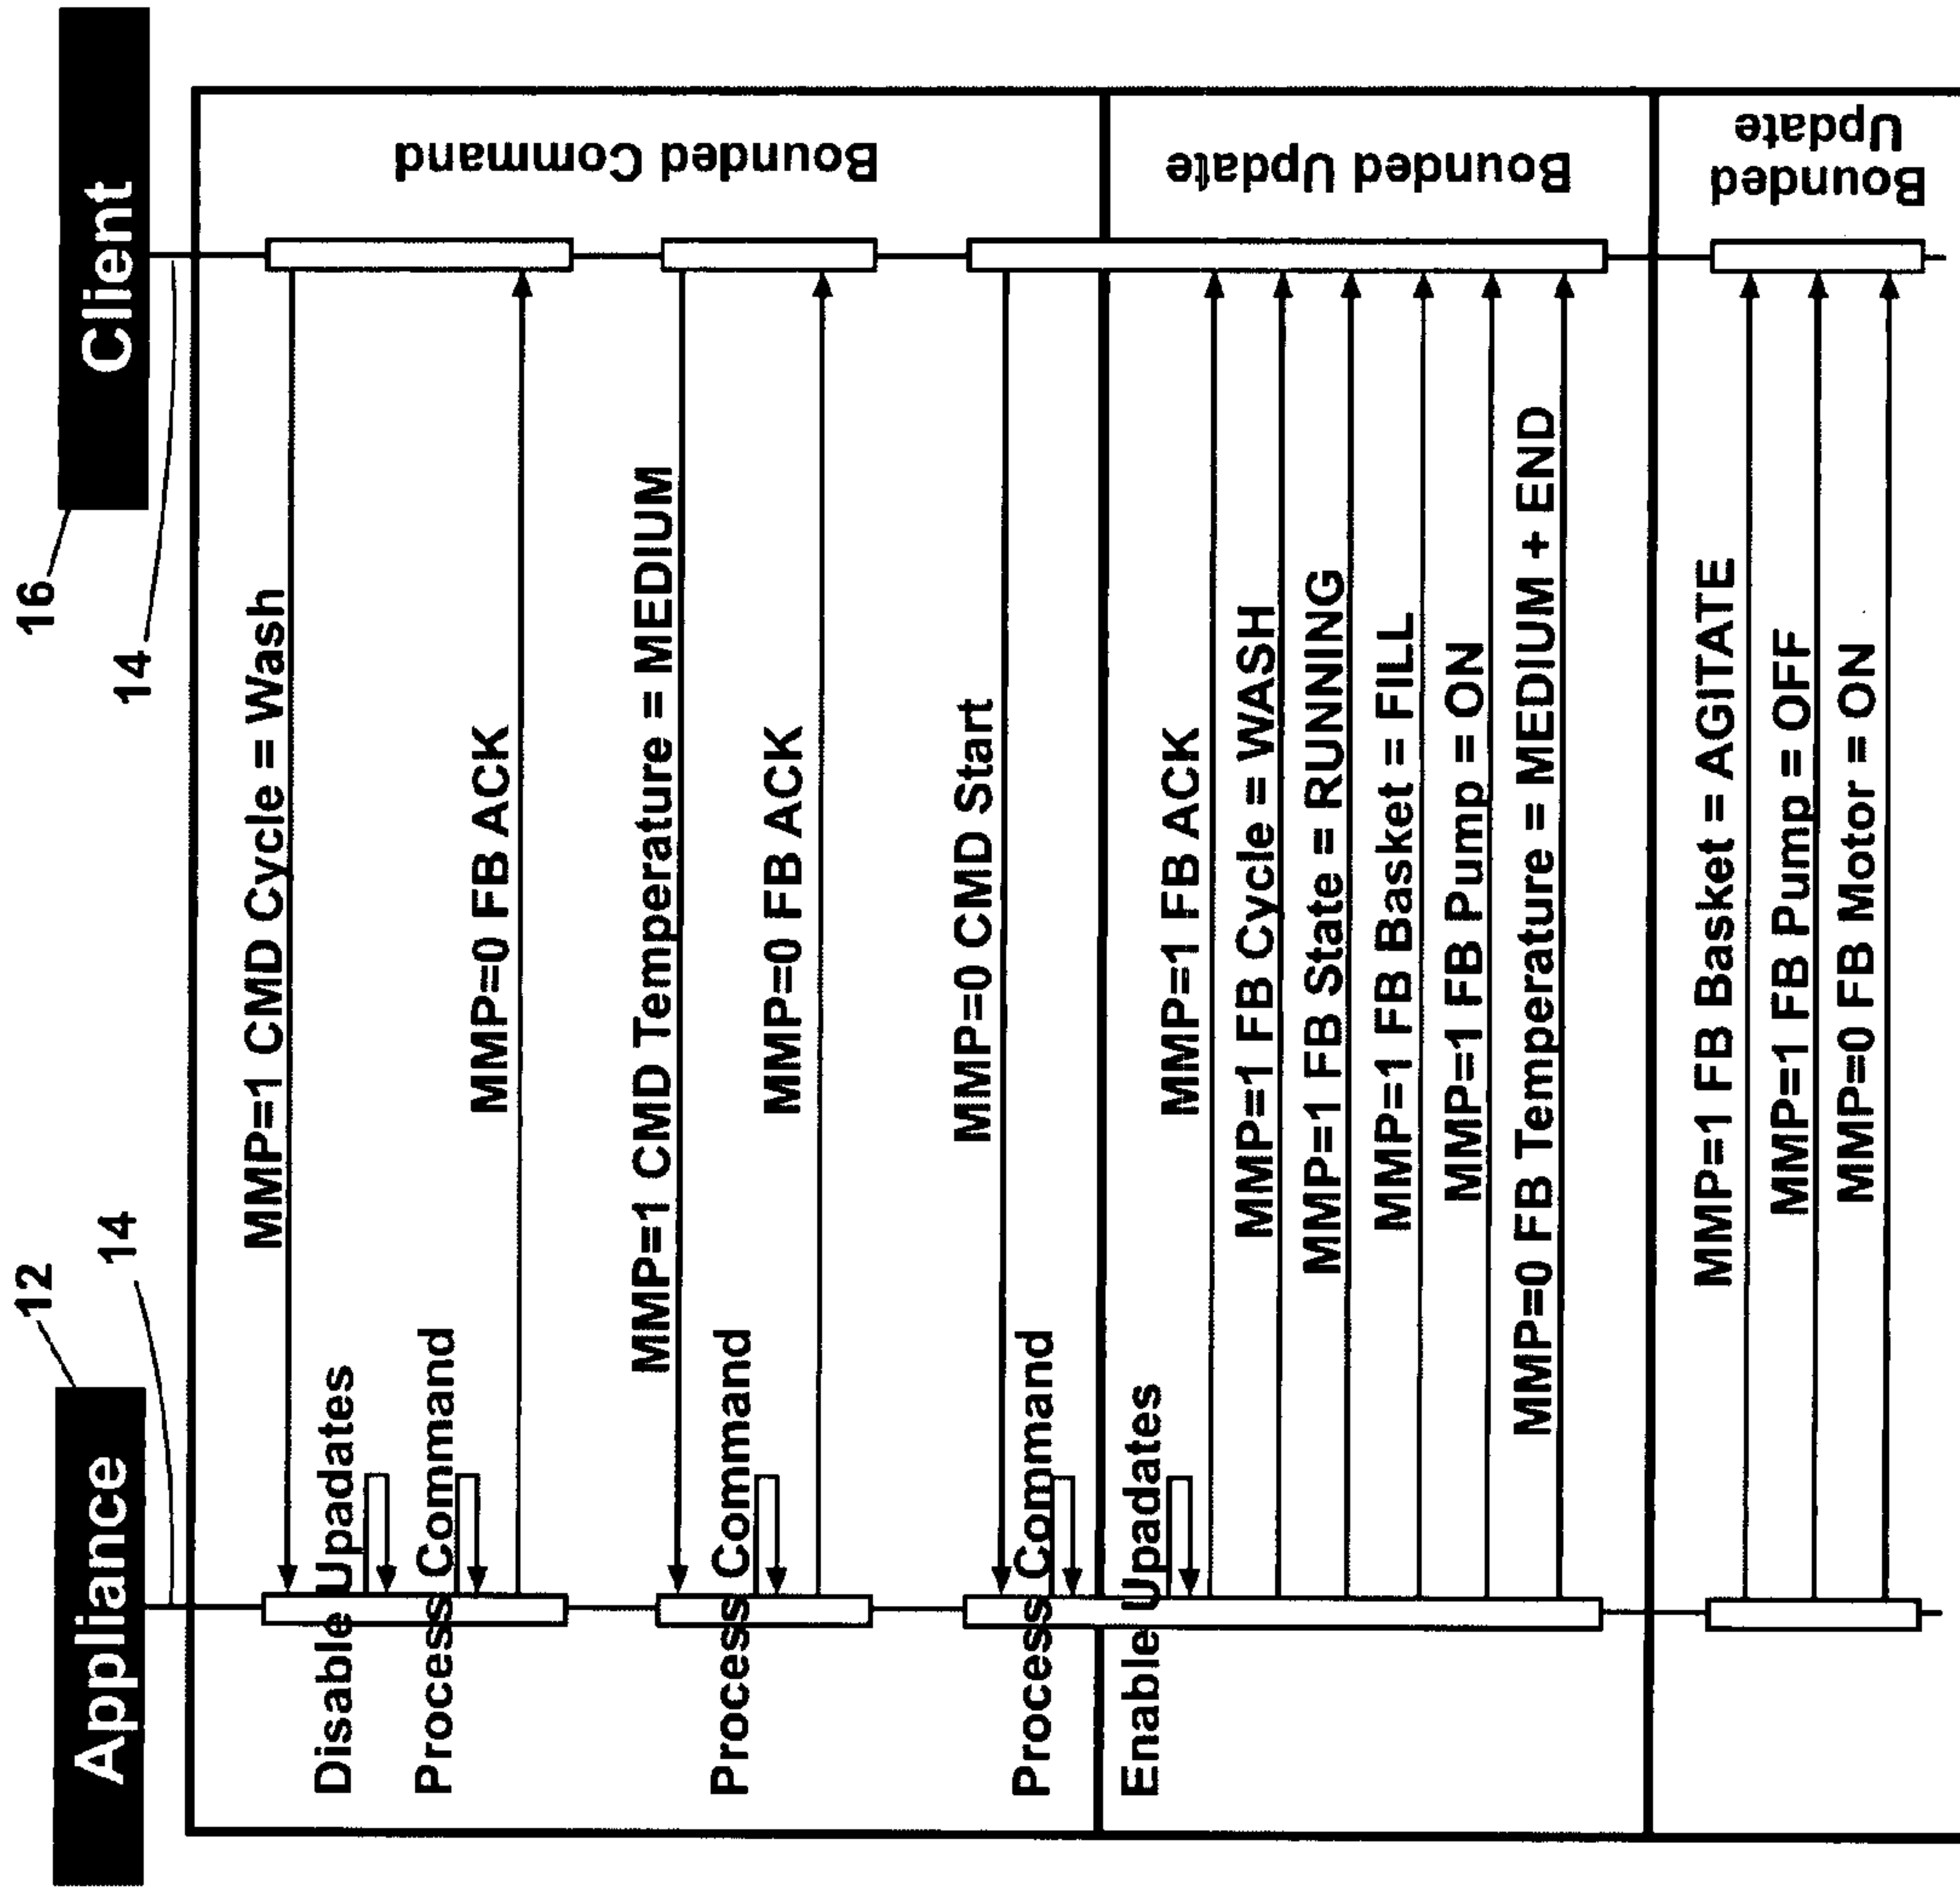 12
16
Appliance
Client
14
14
MMP=1 CMD Cycle = Wash
Disable Upadates
Process Command
MMP=0 FB ACK
MMP=1 CMD Temperature = MEDIUM
Process Command
MMP=0 FB ACK
MMP=0 CMD Start
Process Command
Bounded Command
Enable Upadates
MMP=1 FB ACK
MMP=1 FB Cycle = WASH
MMP=1 FB State = RUNNING
MMP=1 FB Basket = FILL
MMP=1 FB Pump = ON
MMP=0 FB Temperature = MEDIUM + END
Bounded Update
MMP=1 FB Basket = AGITATE
MMP=1 FB Pump = OFF
MMP=0 FB Motor = ON
Bounded
Update